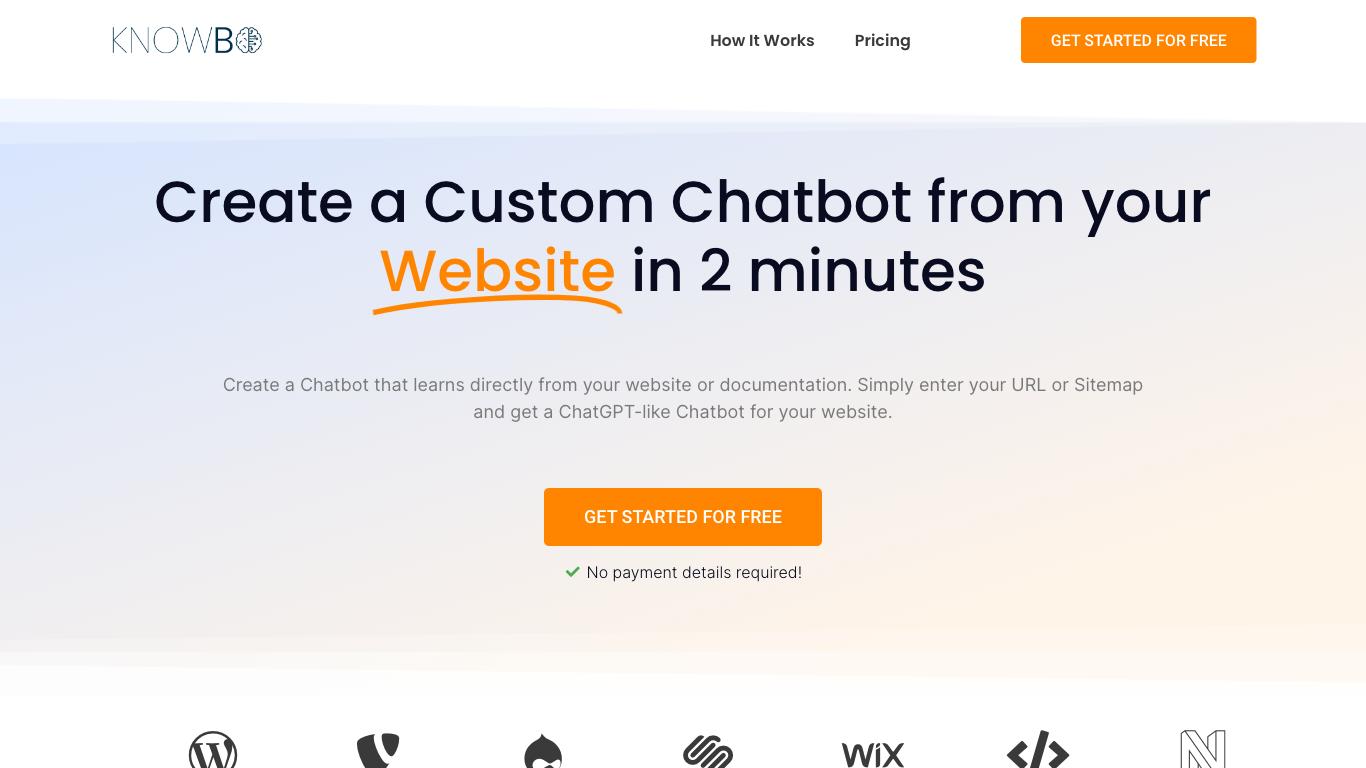 KNOWBO
How It Works
Pricing
GET STARTED FOR FREE
Create a Custom Chatbot from your
Website in 2 minutes
Create a Chatbot that learns directly from your website or documentation. Simply enter your URL or Sitemap
and get a ChatGPT-like Chatbot for your website.
GET STARTED FOR FREE
No payment details required!
WiX